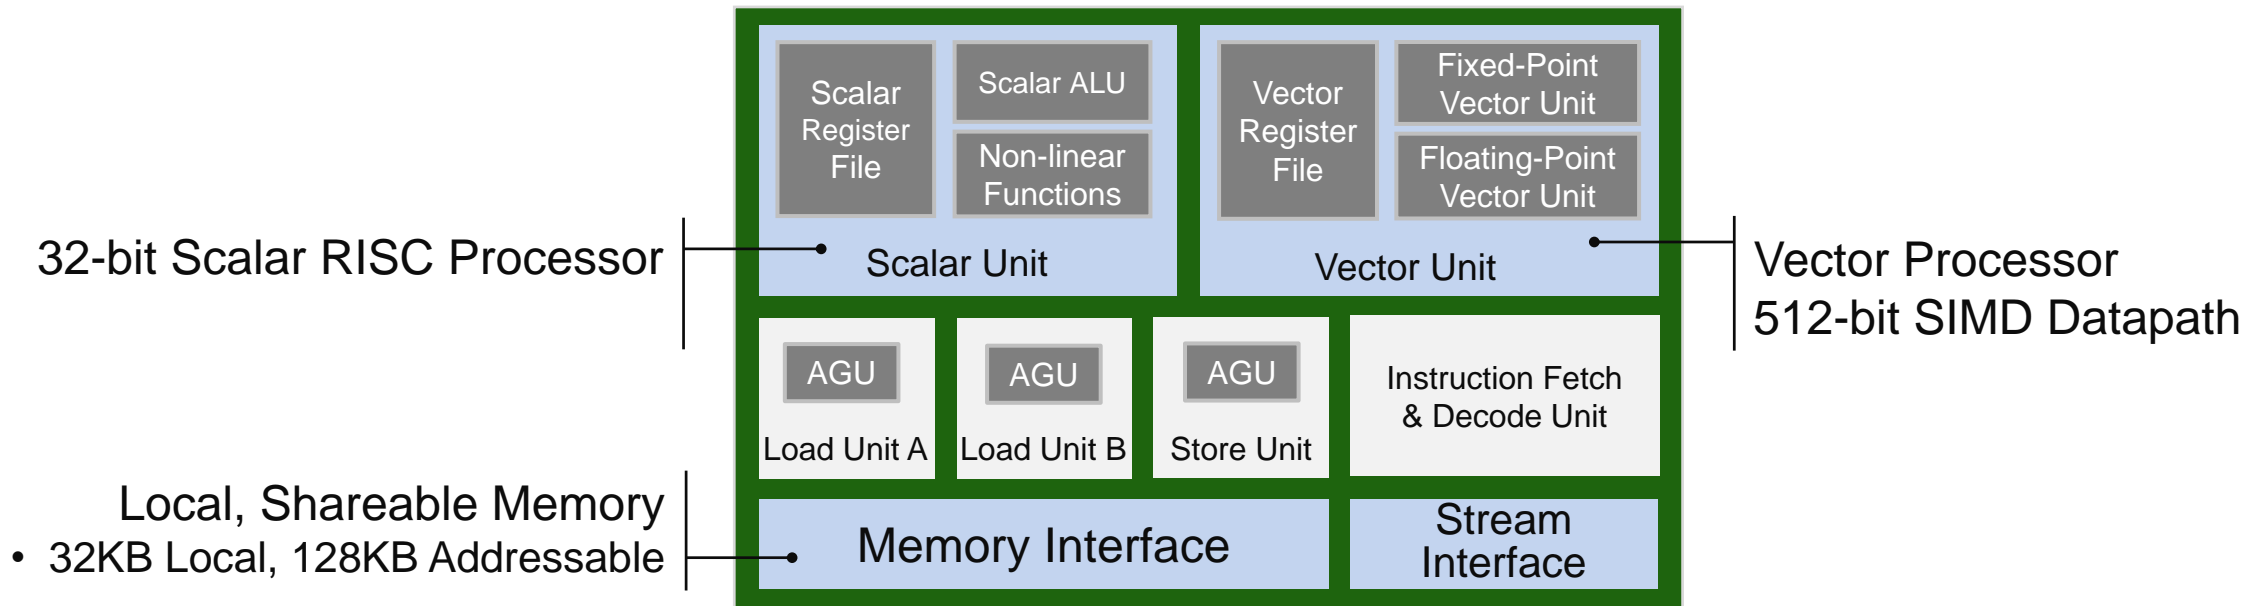 Scalar
Register
File
Scalar ALU
Non-linear
Functions
Scalar Unit
Vector
Register
File
Fixed-Point
Vector Unit
Floating-Point
Vector Unit
Vector Unit
32-bit Scalar RISC Processor
Vector Processor
512-bit SIMD Datapath
AGU
Load Unit A
AGU
Load Unit B
AGU
Store Unit
Instruction Fetch
& Decode Unit
Local, Shareable Memory
• 32KB Local, 128KB Addressable
Memory Interface
Stream
Interface